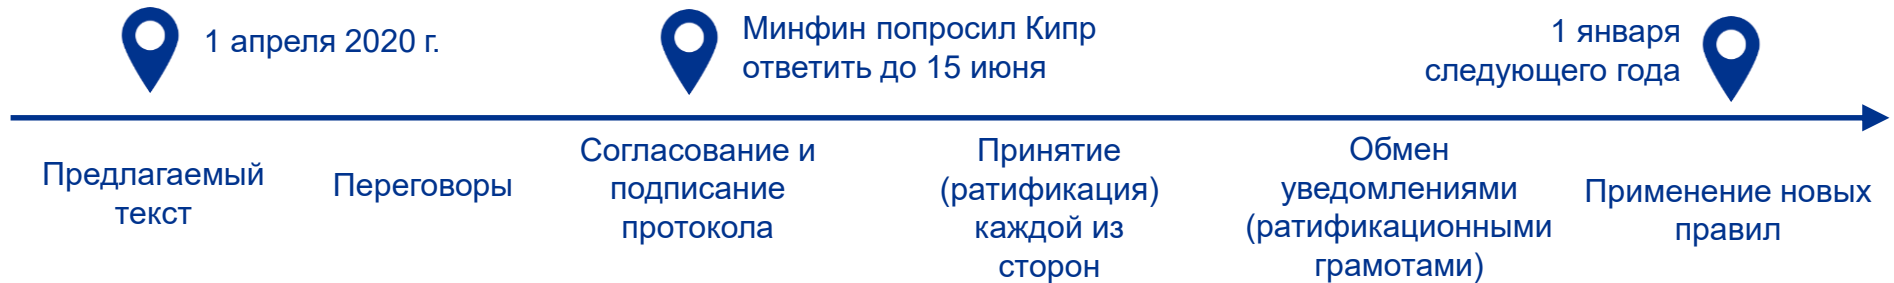 1 апреля 2020 г.
Минфин попросил Кипр
ответить до 15 июня
1 января
следующего года
Предлагаемый
текст
Переговоры
Согласование и
подписание
протокола
Принятие
(ратификация)
каждой из
сторон
Обмен
уведомлениями
(ратификационными
грамотами)
Применение новых
правил